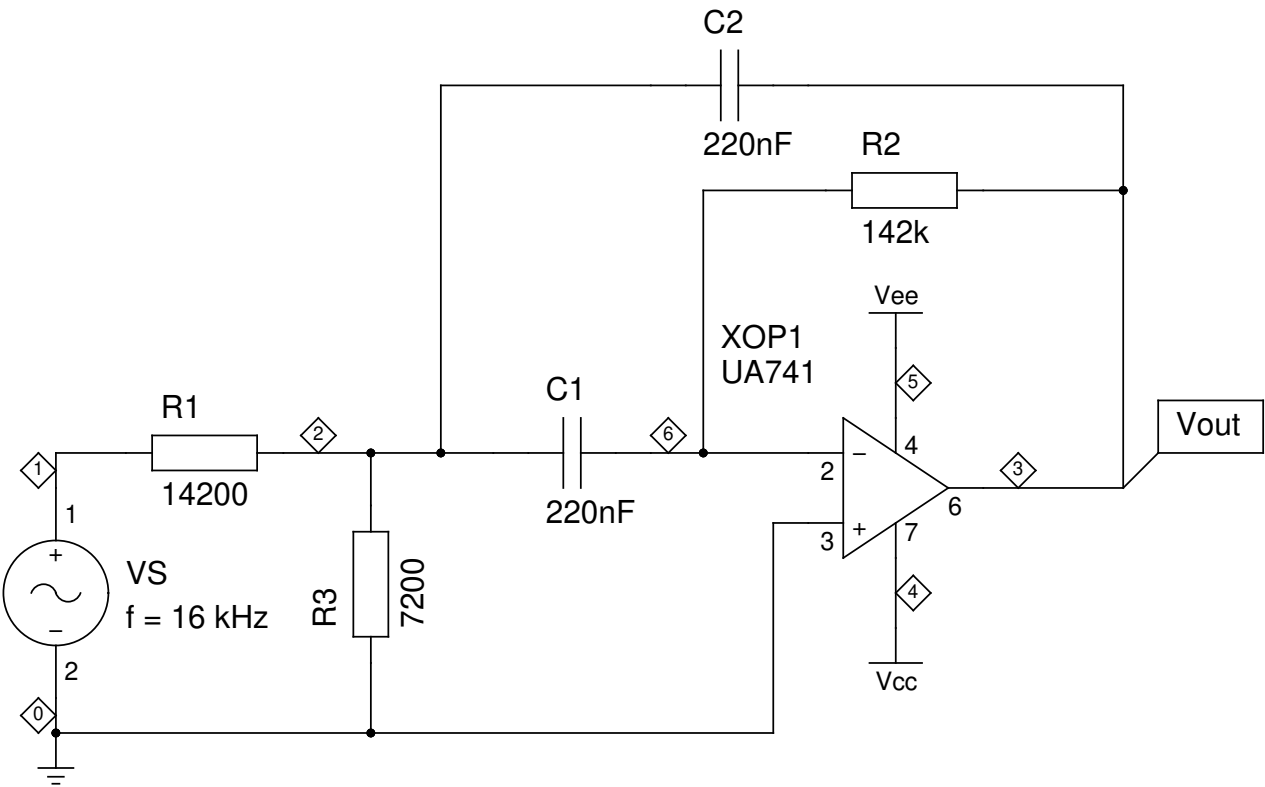 C2
220nF
R2
142k
Vee
XOP1
UA741
5
C1
R1
2
6
4
Vout
1
14200
220nF
−
2
3
6
1
+
3
+
7
VS
f = 16 kHz
−
R3
7200
4
2
Vcc
0